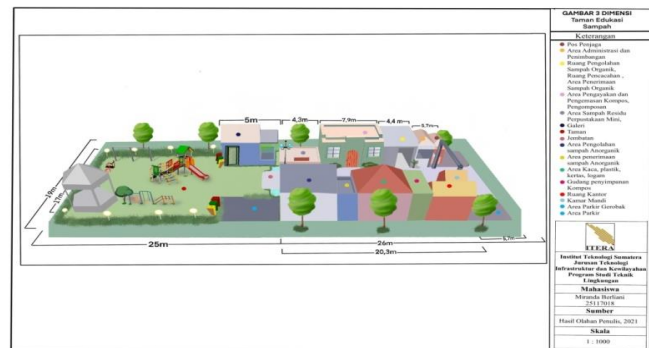 GAMBAR 3 DIMENSI
Taman Edukasi
Sampah
Keterangan
Pos Penjaga
Area Administrasi dan
Penimbangan
Ruang Pengolahan
Sampah Organik,
Ruang Pencacahan ,
Area Penerimaan
Sampah Organik
Area Pengayakan dan
Pengemasan Kompos,
Pengomposan
Area Sampah Residu
Perpustakaan Mini,
Galeri
Taman
Jembatan
Area Pengolahan
sampah Anorganik
Area penerimaan
sampah Anorganik
Area Kaca, plastik,
kertas, logam
Gudang penyimpanan
Kompos
Ruang Kantor
Kamar Mandi
Area Parkir Gerobak
Area Parkir
5m
4,3m
7,9m
4,4 m
19m
17m
25m
26m
20,3m
ITERA
Institut Teknologi Sumatera
Jurusan Teknologi
Infrastruktur dan Kewilayahan
Program Studi Teknik
Lingkungan
Mahasiswa
Miranda Berliani
25117018
Sumber
Hasil Olahan Penulis, 2021
Skala
1 : 1000